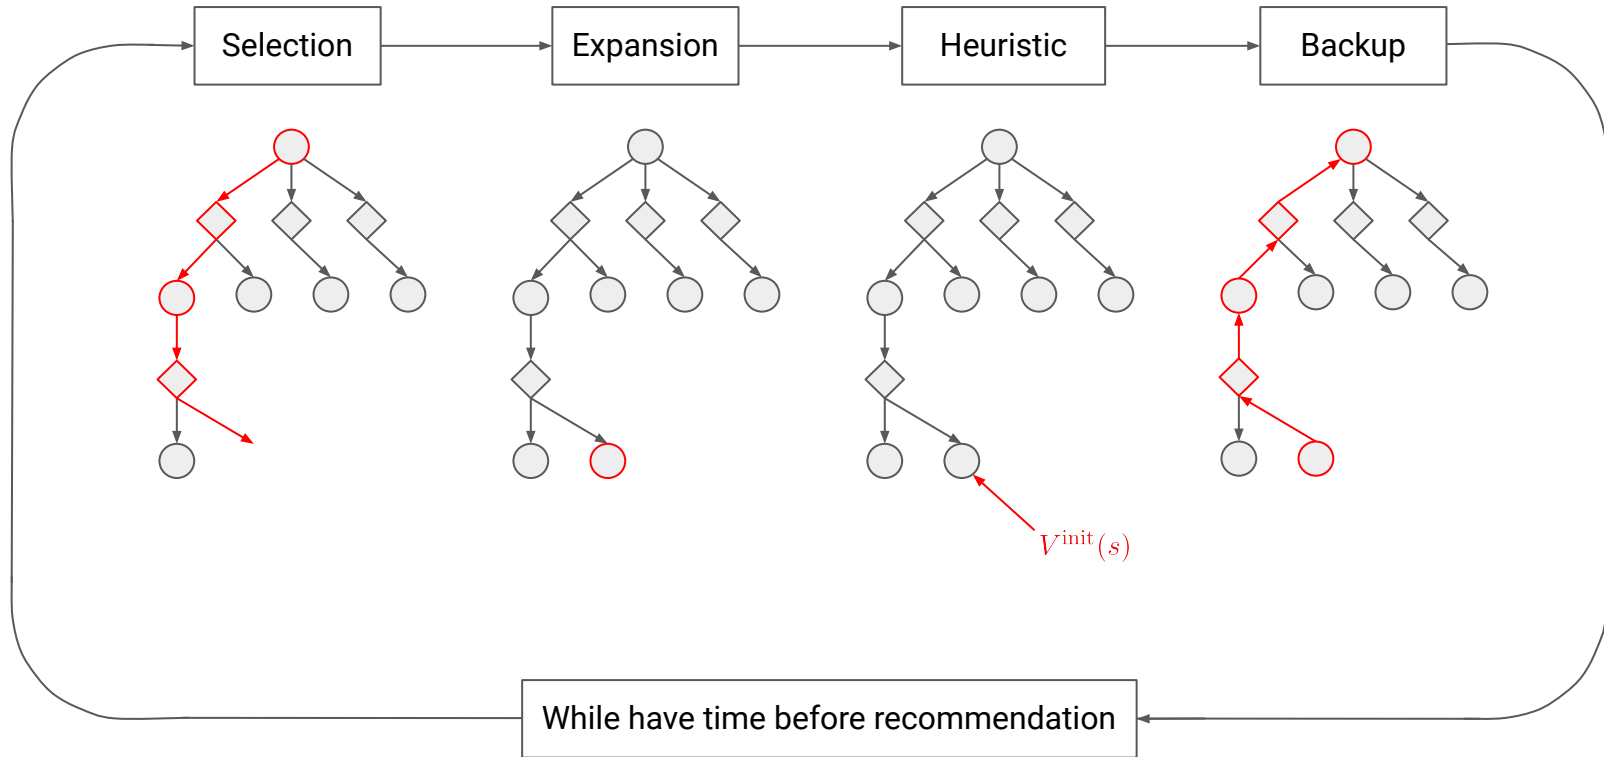 Selection
Expansion
Heuristic
Backup
V^init(s)
While have time before recommendation